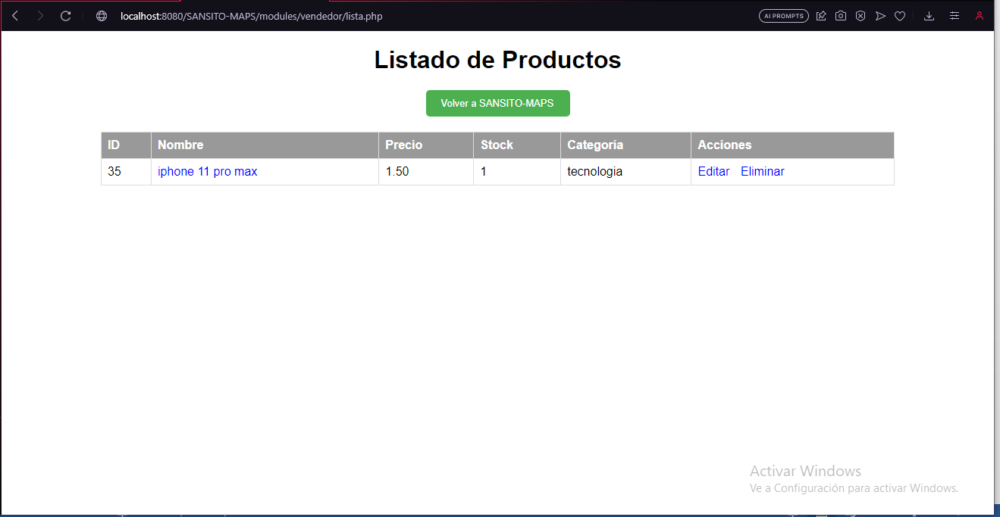 localhost:8080/SANSITO-MAPS/modules/vendedor/lista.php
AI PROMPTS
Listado de Productos
Volver a SANSITO-MAPS
ID Nombre Precio Stock Categoría Acciones
35 iphone 11 pro max 1.50 1 tecnologia Editar Eliminar
Activar Windows
Ve a Configuración para activar Windows.